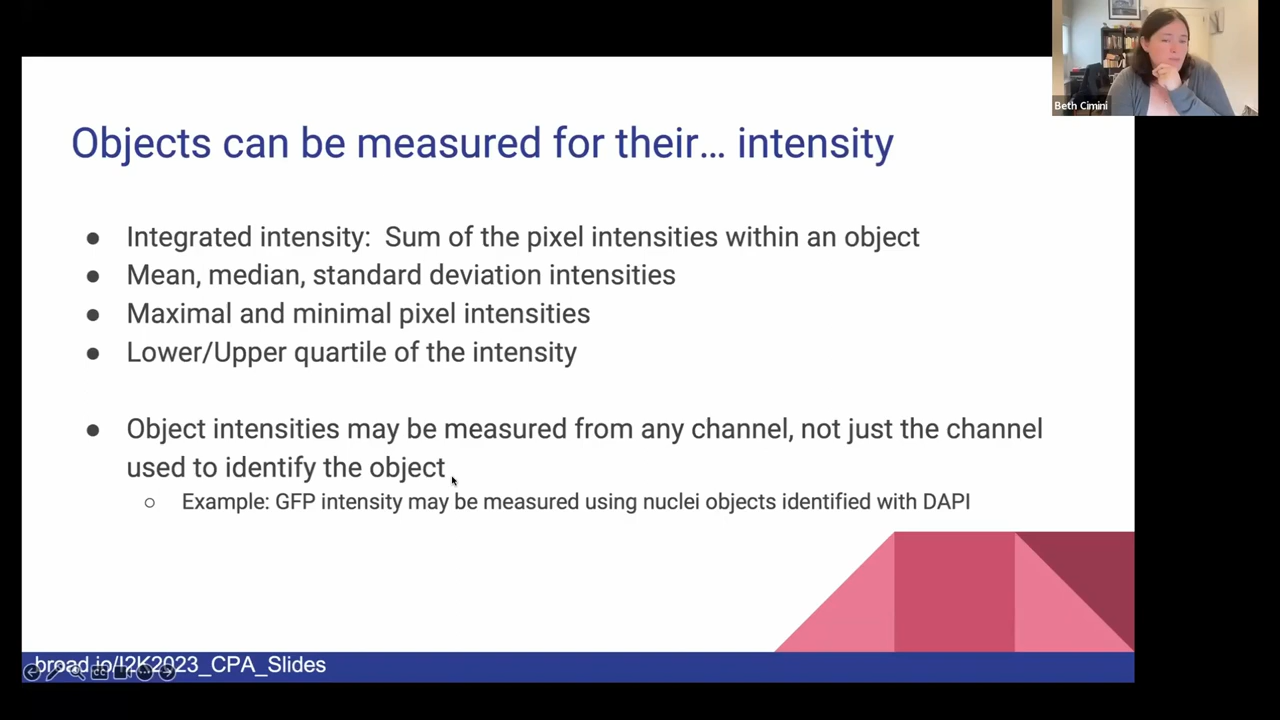 Beth Cimini
Objects can be measured for their... intensity
● Integrated intensity:  Sum of the pixel intensities within an object
● Mean, median, standard deviation intensities
● Maximal and minimal pixel intensities
● Lower/Upper quartile of the intensity
● Object intensities may be measured from any channel, not just the channel
used to identify the object
○ Example: GFP intensity may be measured using nuclei objects identified with DAPI
broad.io/I2K2023_CPA_Slides